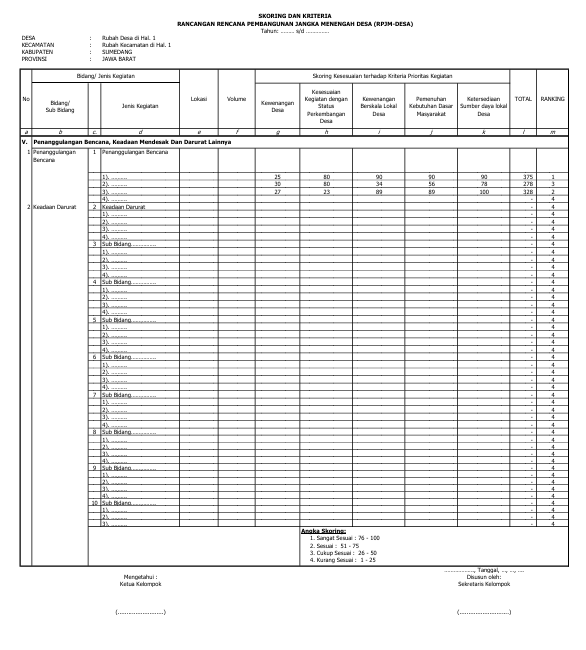 SKORING DAN KRITERIA
RANCANGAN RENCANA PEMBANGUNAN JANGKA MENENGAH DESA (RPJM-DESA)
Tahun: ........ s/d .............
DESA : Rubah Desa di Hal. 1
KECAMATAN : Rubah Kecamatan di Hal. 1
KABUPATEN : SUMEDANG
PROVINSI : JAWA BARAT
Bidang/ Jenis Kegiatan Skoring Kesesuaian terhadap Kriteria Prioritas Kegiatan
No Bidang/ Sub Bidang Jenis Kegiatan Lokasi Volume Kewenangan Desa Kesesuaian Kegiatan dengan Status Perkembangan Desa Kewenangan Berskala Lokal Desa Pemenuhan Kebutuhan Dasar Masyarakat Ketersediaan Sumber daya lokal Desa TOTAL RANKING
a b c. d e f g h i j k l m
V. Penanggulangan Bencana, Keadaan Mendesak Dan Darurat Lainnya
1 Penanggulangan Bencana 1 Penanggulangan Bencana
1). ......... 25 80 90 90 90 375 1
2). ......... 30 80 34 56 78 278 3
3). ......... 27 23 89 89 100 328 2
4). ......... - 4
2 Keadaan Darurat 2 Keadaan Darurat - 4
1). ......... - 4
2). ......... - 4
3). ......... - 4
4). ......... - 4
3 Sub Bidang.............. - 4
1). ......... - 4
2). ......... - 4
3). ......... - 4
4). ......... - 4
4 Sub Bidang.............. - 4
1). ......... - 4
2). ......... - 4
3). ......... - 4
4). ......... - 4
5 Sub Bidang.............. - 4
1). ......... - 4
2). ......... - 4
3). ......... - 4
4). ......... - 4
6 Sub Bidang.............. - 4
1). ......... - 4
2). ......... - 4
3). ......... - 4
4). ......... - 4
7 Sub Bidang.............. - 4
1). ......... - 4
2). ......... - 4
3). ......... - 4
4). ......... - 4
8 Sub Bidang.............. - 4
1). ......... - 4
2). ......... - 4
3). ......... - 4
4). ......... - 4
9 Sub Bidang.............. - 4
1). ......... - 4
2). ......... - 4
3). ......... - 4
4). ......... - 4
10 Sub Bidang.............. - 4
1). ......... - 4
2). ......... - 4
3). ......... - 4
Angka Skoring:
1. Sangat Sesuai : 76 - 100
2. Sesuai : 51 - 75
3. Cukup Sesuai : 26 - 50
4. Kurang Sesuai : 1 - 25
................, Tanggal, ..., ..., ....
Mengetahui : Disusun oleh:
Ketua Kelompok Sekretaris Kelompok
(.........................) (..........................)